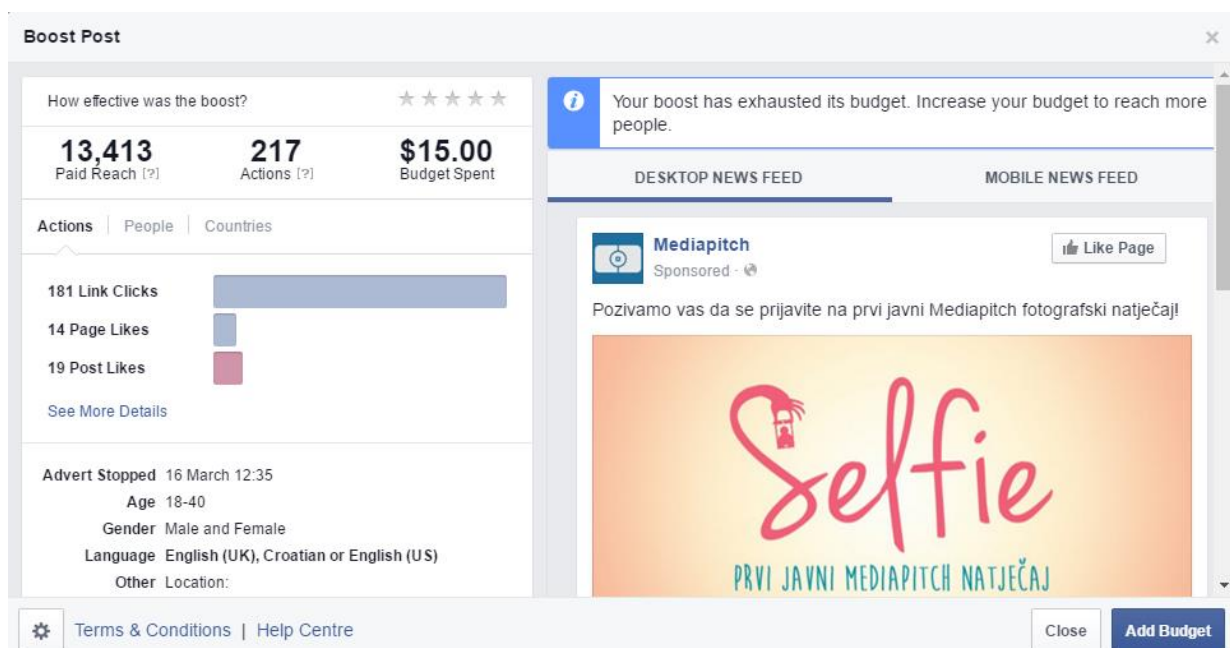 Boost Post
How effective was the boost?
13,413
Paid Reach [?]
217
Actions [?]
$15.00
Budget Spent
Actions
People
Countries
181 Link Clicks
14 Page Likes
19 Post Likes
See More Details
Advert Stopped 16 March 12:35
Age 18-40
Gender Male and Female
Language English (UK), Croatian or English (US)
Other Location:
Your boost has exhausted its budget. Increase your budget to reach more
people.
DESKTOP NEWS FEED
MOBILE NEWS FEED
Mediapitch
Sponsored ·
Like Page
Pozivamo vas da se prijavite na prvi javni Mediapitch fotografski natječaj!
Selfie
PRVI JAVNI MEDIAPITCH NATJEČAJ
Terms & Conditions | Help Centre
Close
Add Budget